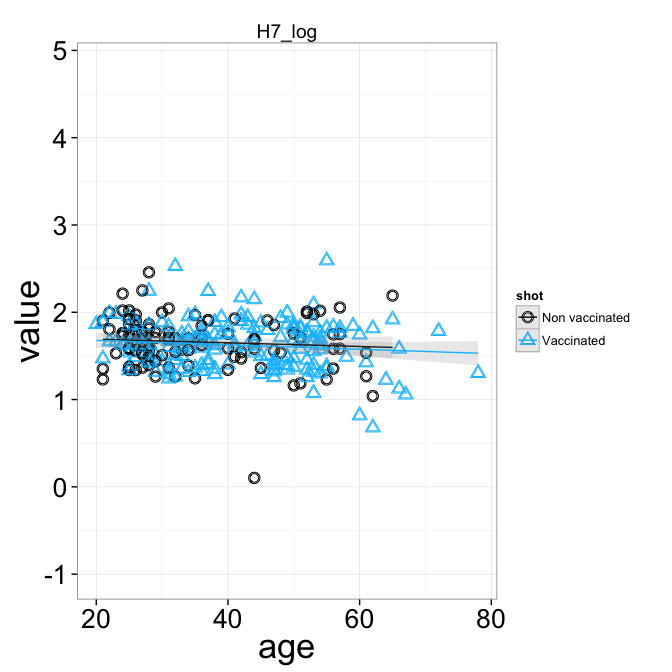 H7_log
5
4
3
2
1
0
-1
value
20 40 60 80
age
shot
Non vaccinated
Vaccinated